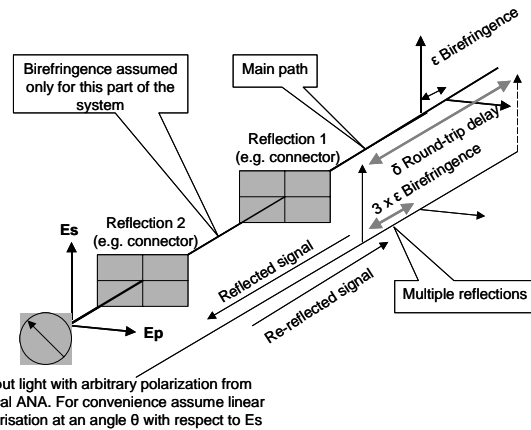 ε Birefringence
Birefringence assumed
only for this part of the
system
Main path
Reflection 1
(e.g. connector)
δ Round-trip delay
3 x ε Birefringence
Reflection 2
(e.g. connector)
Es
Ep
Reflected signal
Re-reflected signal
Multiple reflections
out light with arbitrary polarization from
al ANA. For convenience assume linear
risation at an angle θ with respect to Es